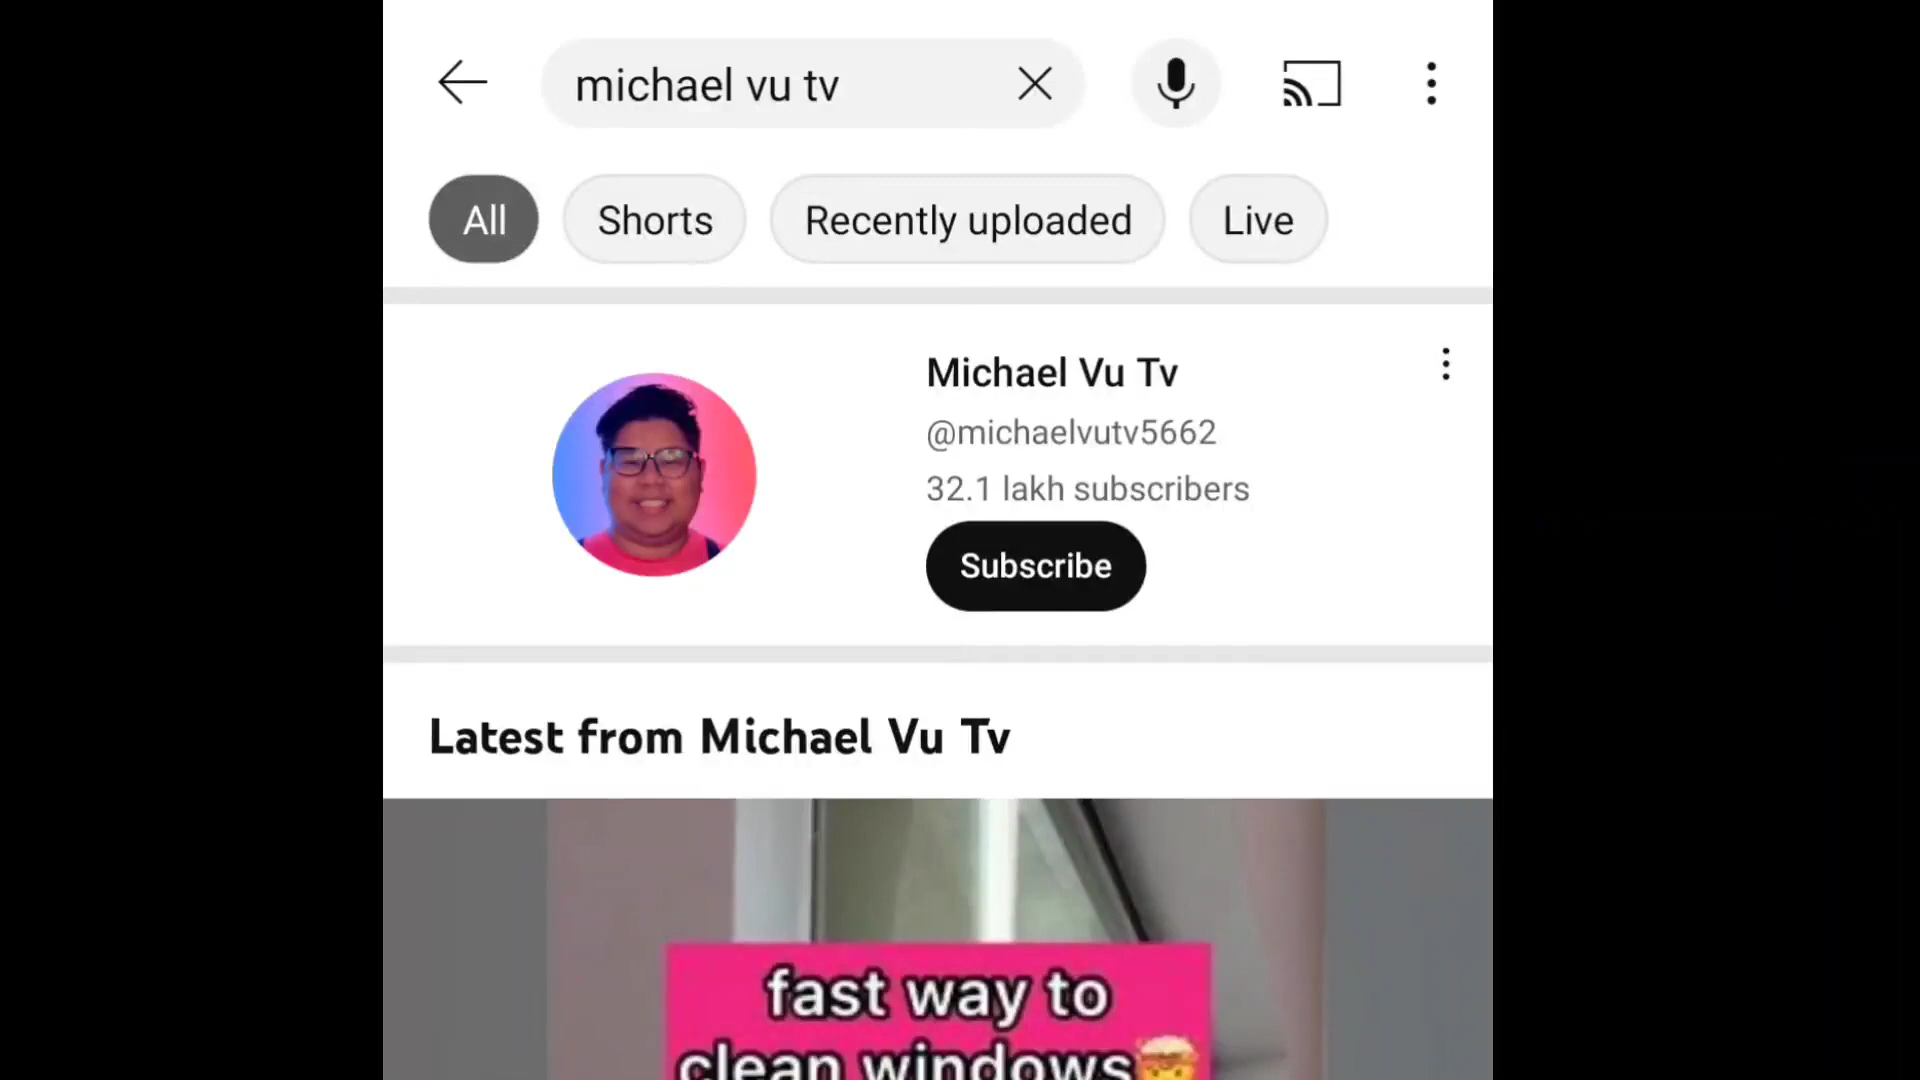 michael vu tv
All Shorts Recently uploaded Live
Michael Vu Tv
@michaelvutv5662
32.1 lakh subscribers
Subscribe
Latest from Michael Vu Tv
fast way to
clean windows